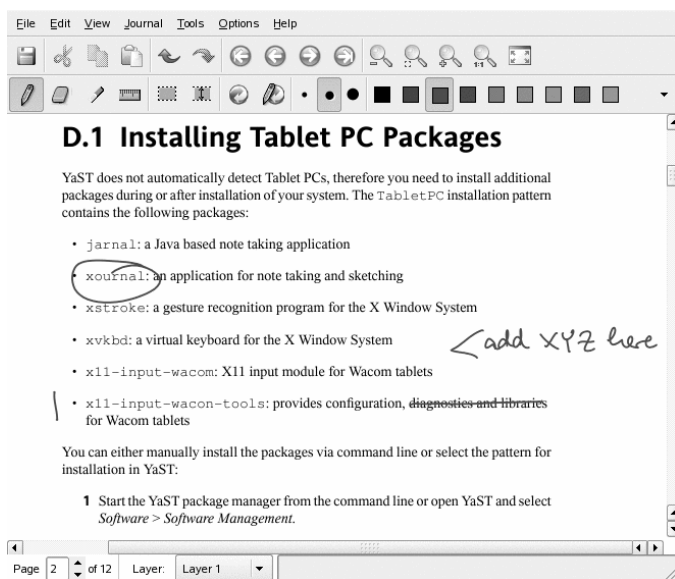 File Edit View Journal Tools Options Help
1:1
D.1 Installing Tablet PC Packages
YaST does not automatically detect Tablet PCs, therefore you need to install additional
packages during or after installation of your system. The TabletPC installation pattern
contains the following packages:
• jarnal: a Java based note taking application
• xournal: an application for note taking and sketching
• xstroke: a gesture recognition program for the X Window System
• xvkbd: a virtual keyboard for the X Window System
<add XYZ here
• x11-input-wacom: X11 input module for Wacom tablets
• x11-input-wacon-tools: provides configuration, diagnostics and libraries
for Wacom tablets
You can either manually install the packages via command line or select the pattern for
installation in YaST:
1 Start the YaST package manager from the command line or open YaST and select
Software > Software Management.
Page 2 of 12 Layer: Layer 1